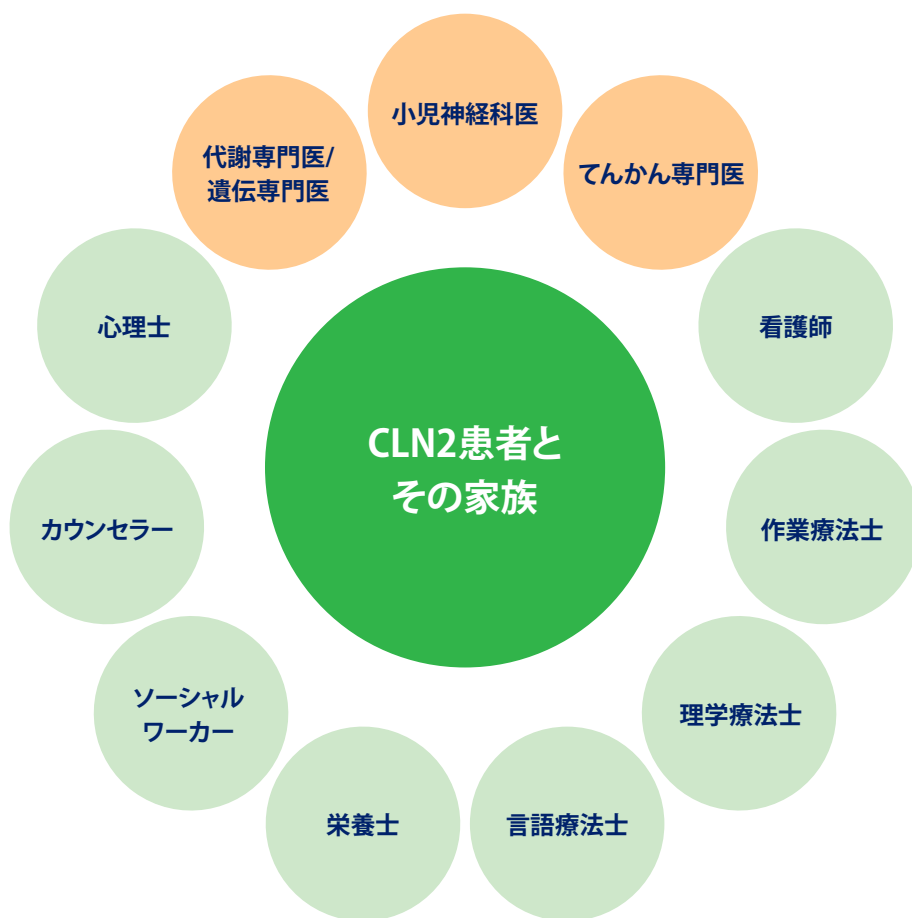 小児神経科医
代謝専門医/
遺伝専門医
てんかん専門医
心理士
看護師
CLN2患者と
その家族
カウンセラー
作業療法士
ソーシャル
ワーカー
理学療法士
栄養士
言語療法士